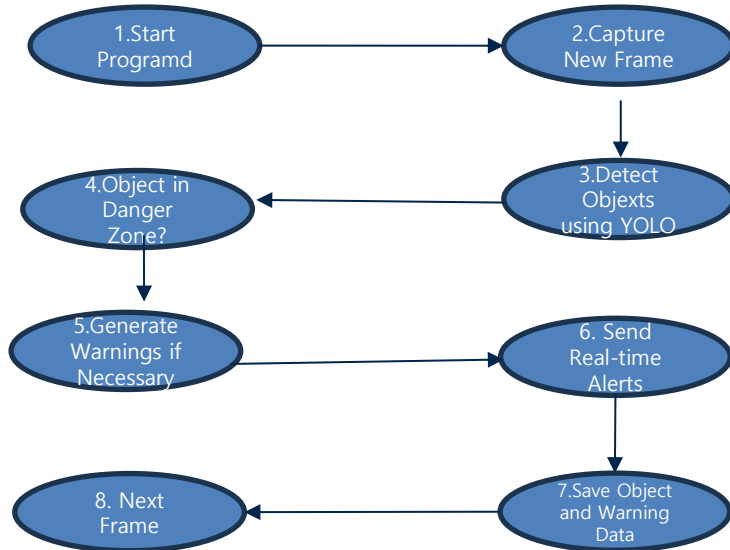 1.Start
Programd
2.Capture
New Frame
3.Detect
Objexts
using YOLO
4.Object in
Danger
Zone?
5.Generate
Warnings if
Necessary
6. Send
Real-time
Alerts
7.Save Object
and Warning
Data
8. Next
Frame